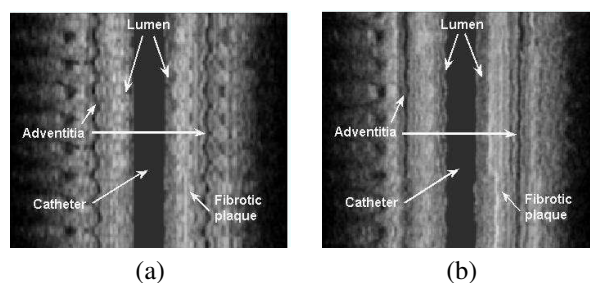 Lumen
Adventitia
Catheter
Fibrotic
plaque
(a)
Lumen
Adventitia
Catheter
Fibrotic
plaque
(b)